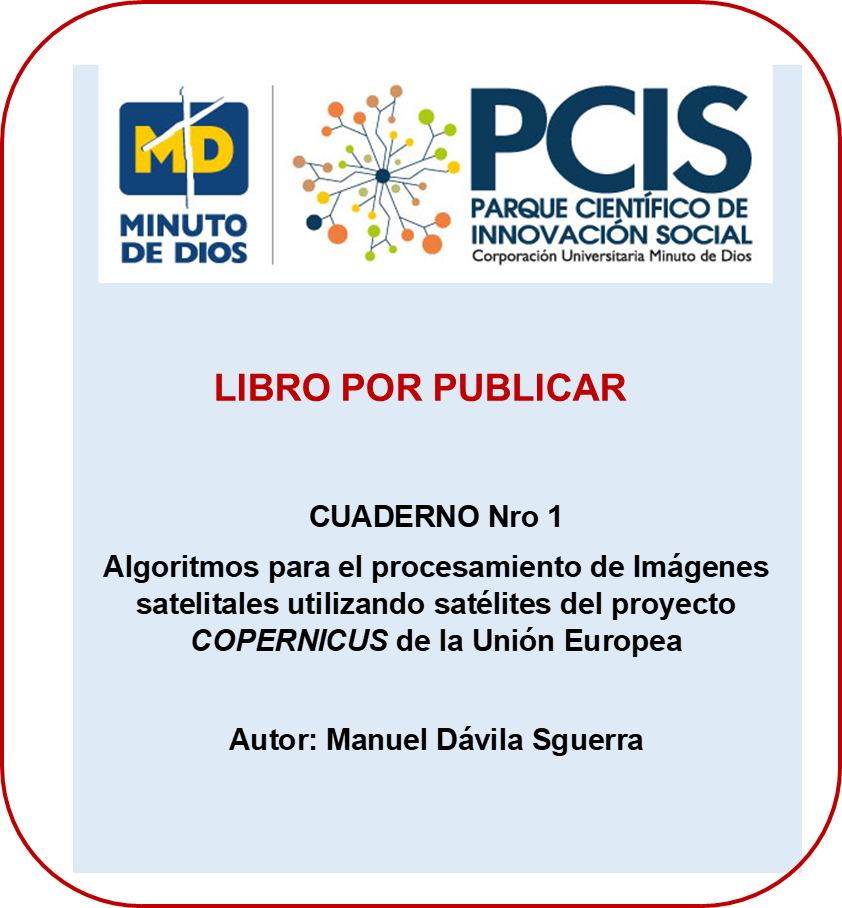 MD
MINUTO
DE DIOS
PCIS
PARQUE CIENTÍFICO DE
INNOVACIÓN SOCIAL
Corporación Universitaria Minuto de Dios
LIBRO POR PUBLICAR
CUADERNO Nro 1
Algoritmos para el procesamiento de Imágenes
satelitales utilizando satélites del proyecto
COPERNICUS de la Unión Europea
Autor: Manuel Dávila Sguerra